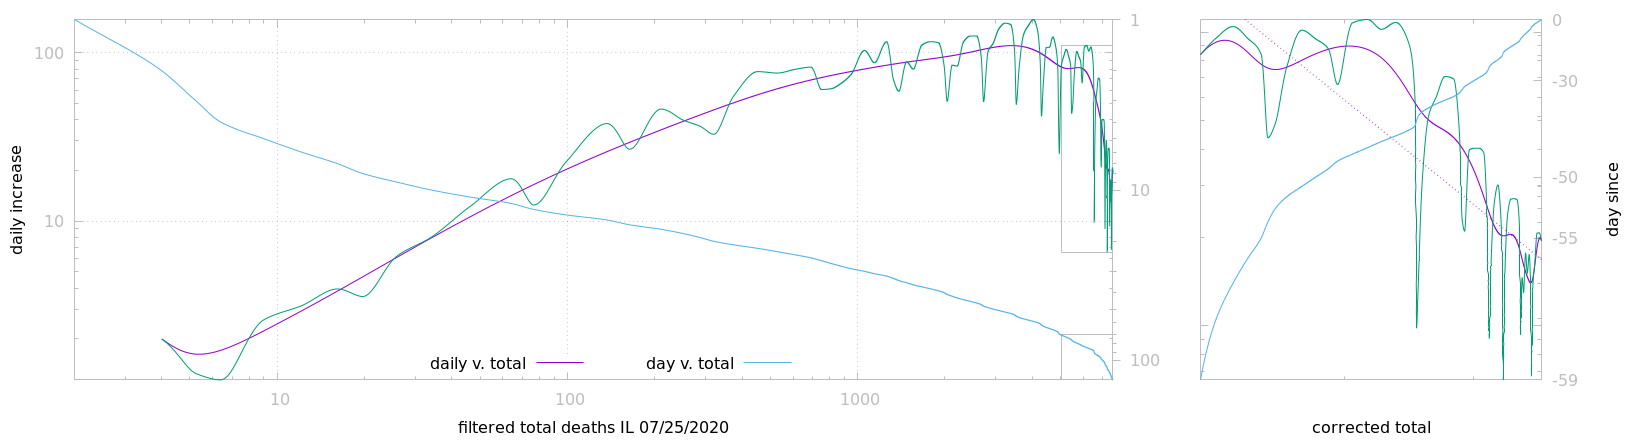 100
10
daily increase
daily v. total
day v. total
10
100
1000
filtered total deaths IL 07/25/2020
1
10
100
0
-30
-50
-55
-59
day since
corrected total